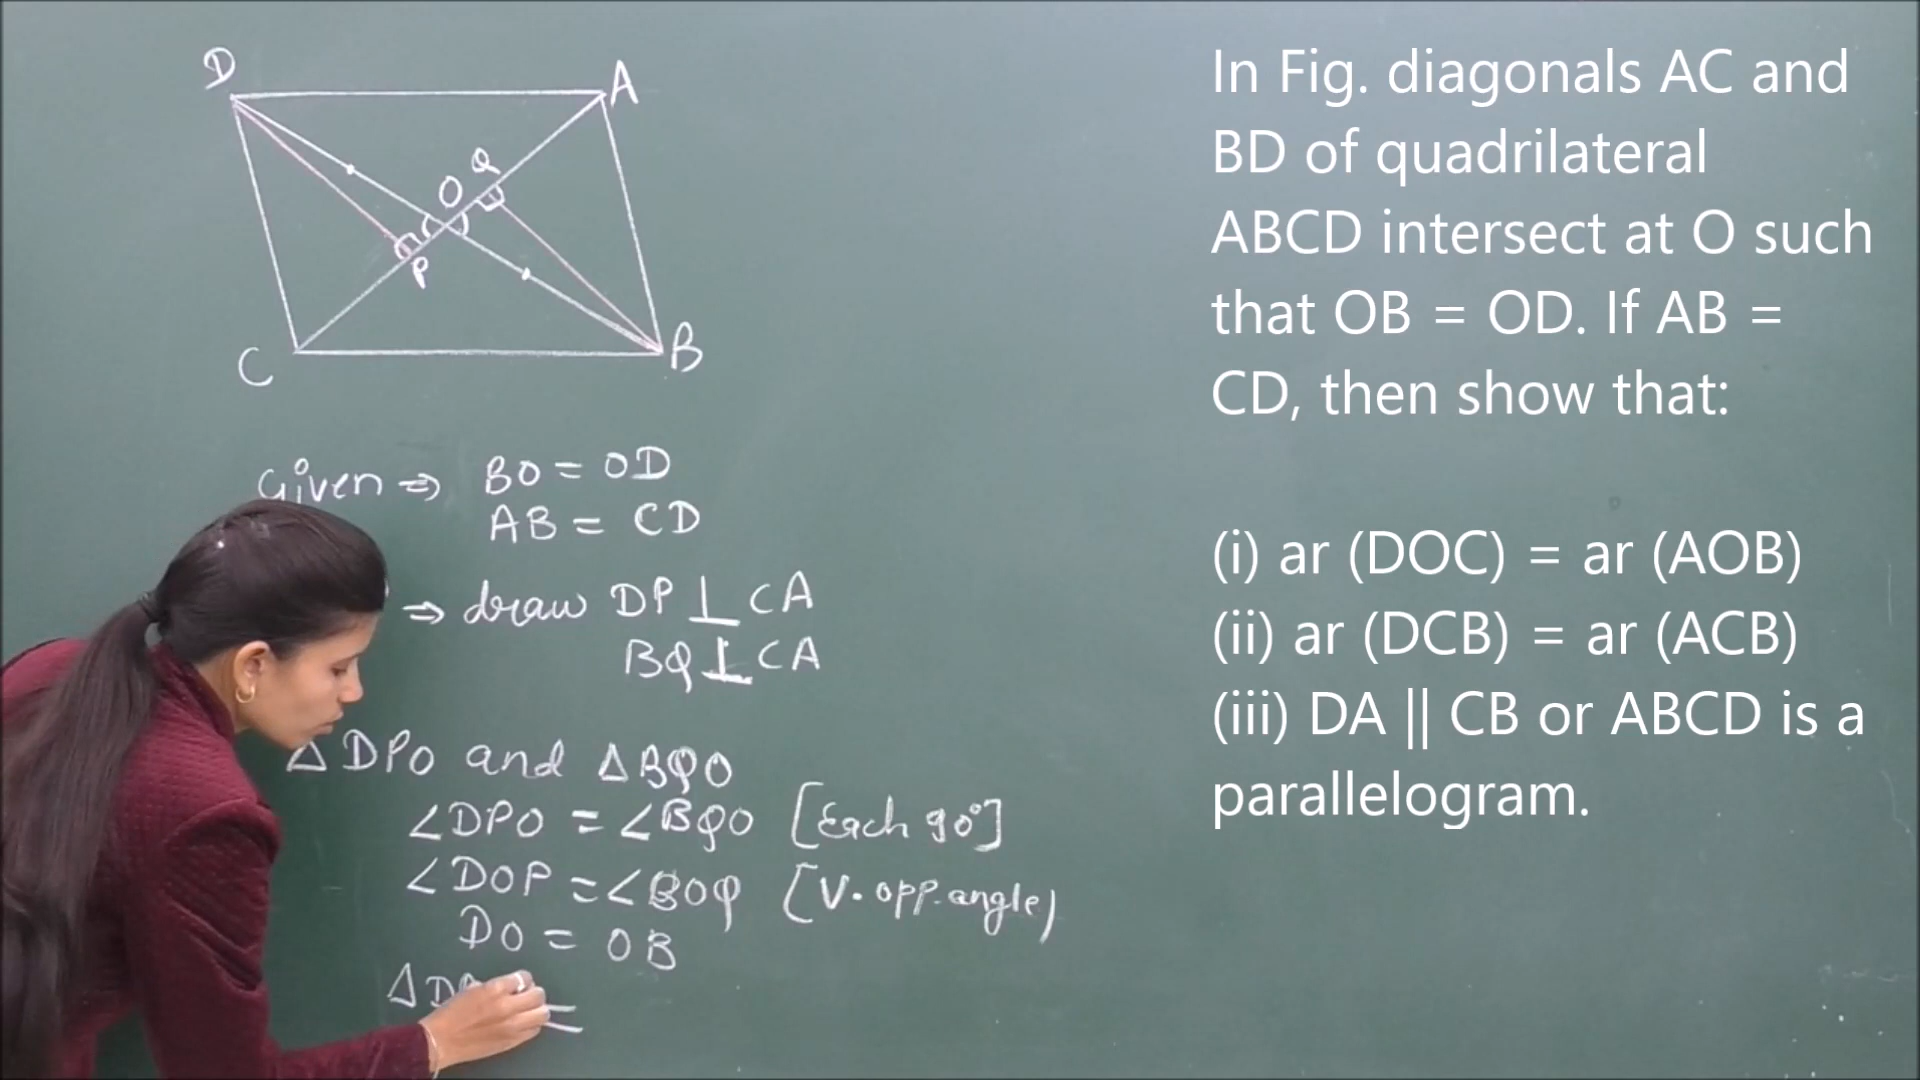 D
A
Q
O
P
C
B
Given ⇒ BO = OD
AB = CD
⇒ draw DP ⊥ CA
BQ ⊥ CA
△ DPO and △ BQO
∠DPO = ∠BQO [Each 90°]
∠DOP = ∠BOQ [V. opp. angle)
DO = OB
In Fig. diagonals AC and
BD of quadrilateral
ABCD intersect at O such
that OB = OD. If AB =
CD, then show that:
(i) ar (DOC) = ar (AOB)
(ii) ar (DCB) = ar (ACB)
(iii) DA || CB or ABCD is a
parallelogram.